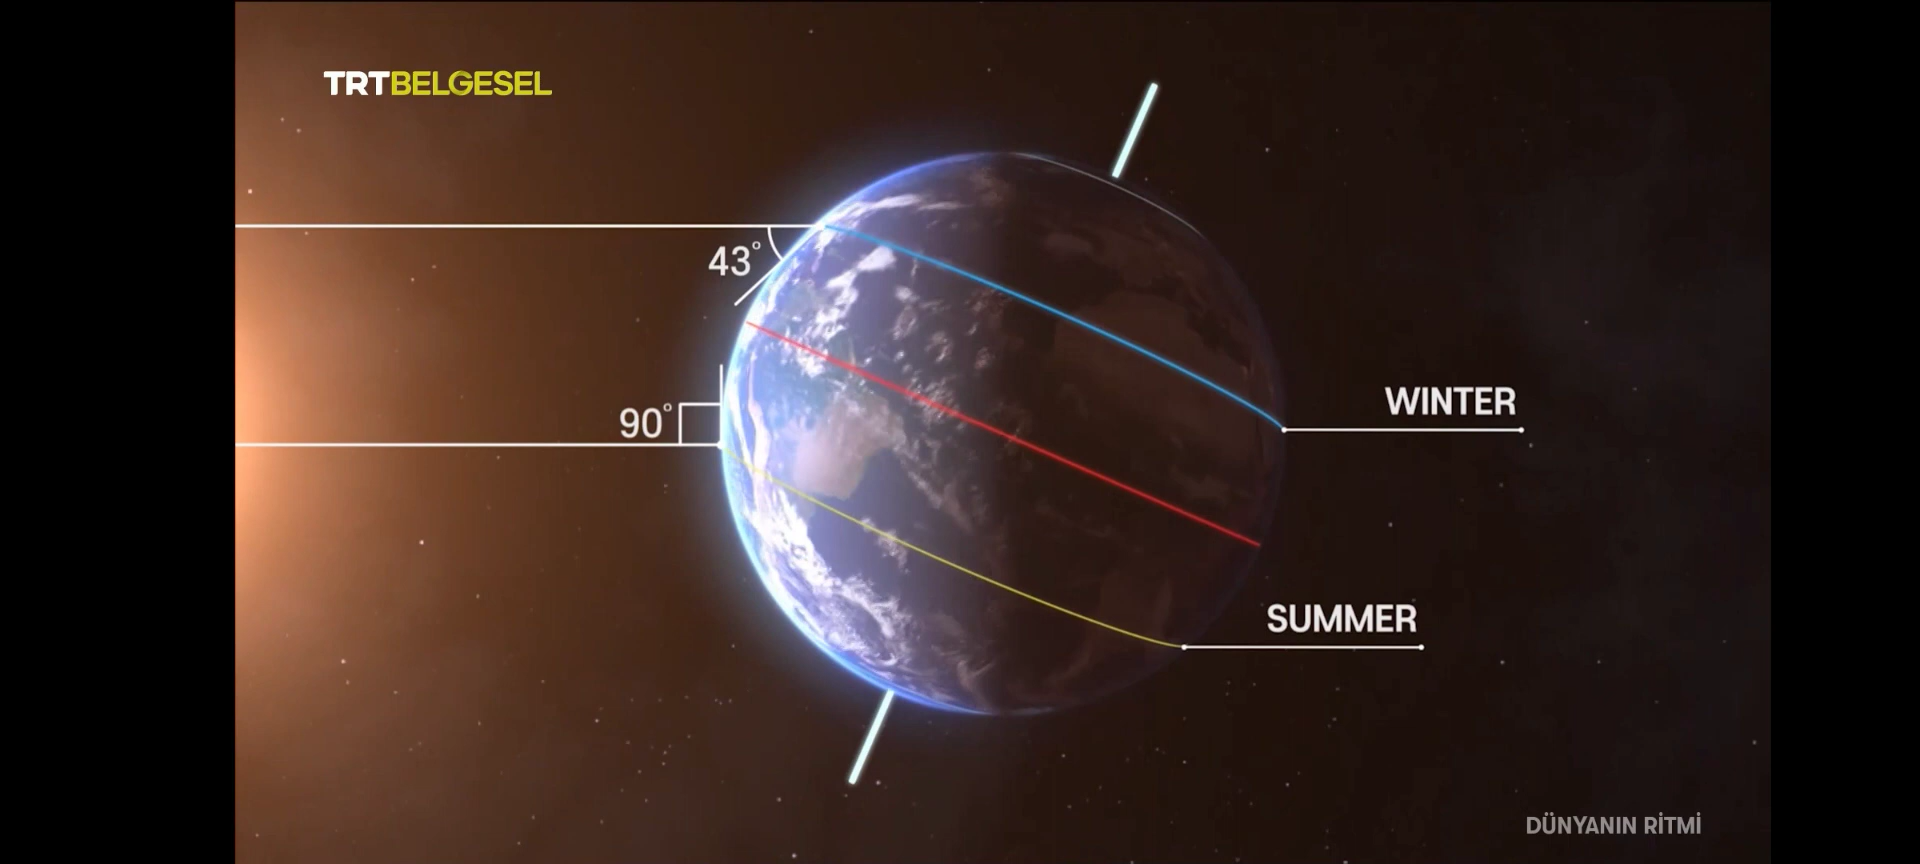 TRTBELGESEL
43°
90°
WINTER
SUMMER
DÜNYANIN RİTMİ